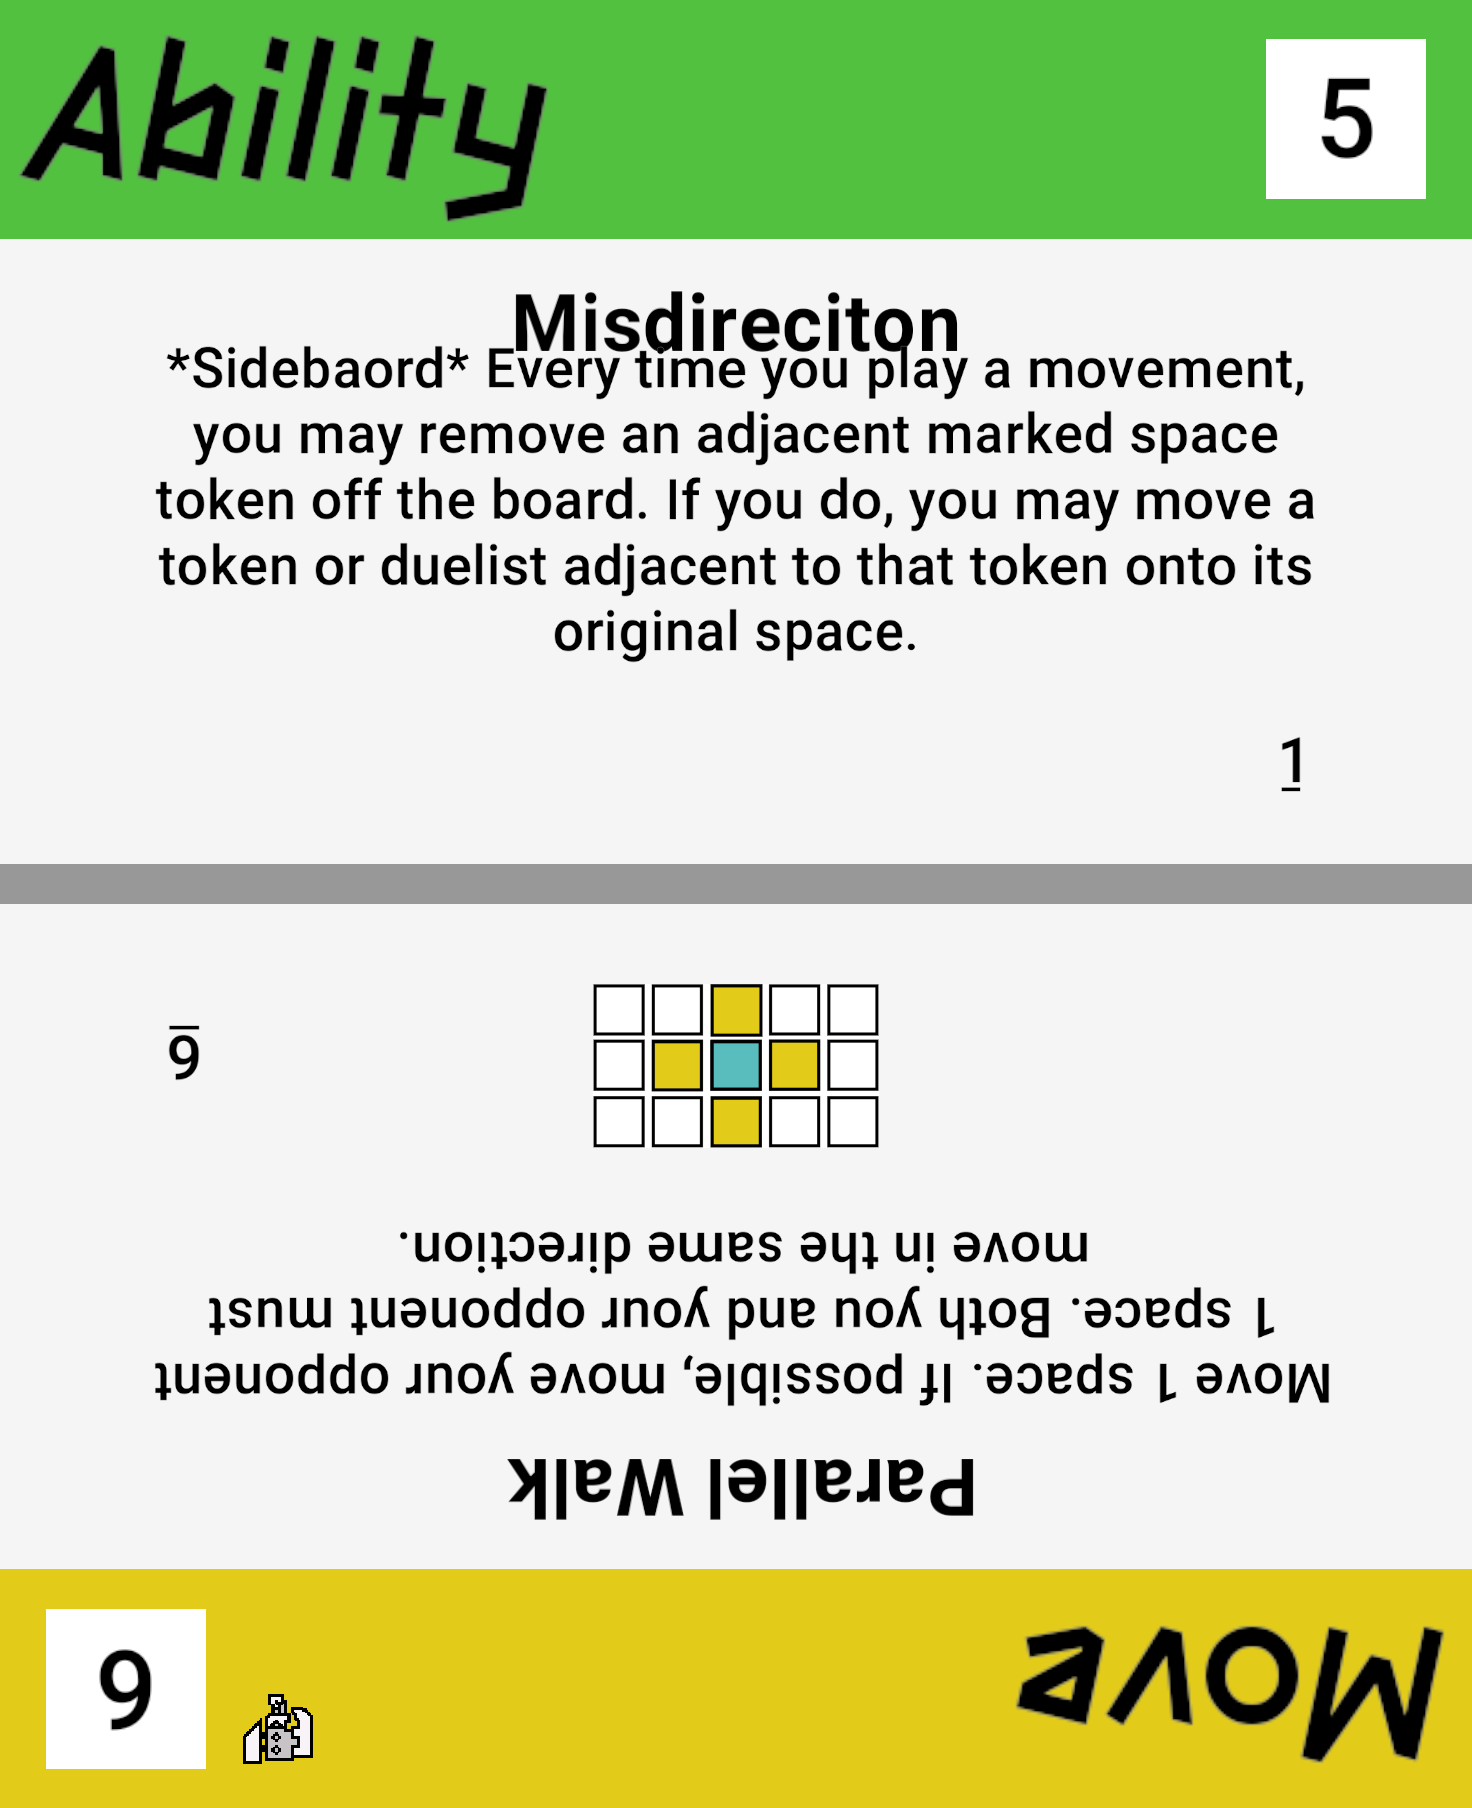 Ability
5
Misdireciton
*Sidebaord* Every time you play a movement,
you may remove an adjacent marked space
token off the board. If you do, you may move a
token or duelist adjacent to that token onto its
original space.
1
Move
6
Parallel Walk
Move 1 space. If possible, move your opponent
1 space. Both you and your opponent must
move in the same direction.
6